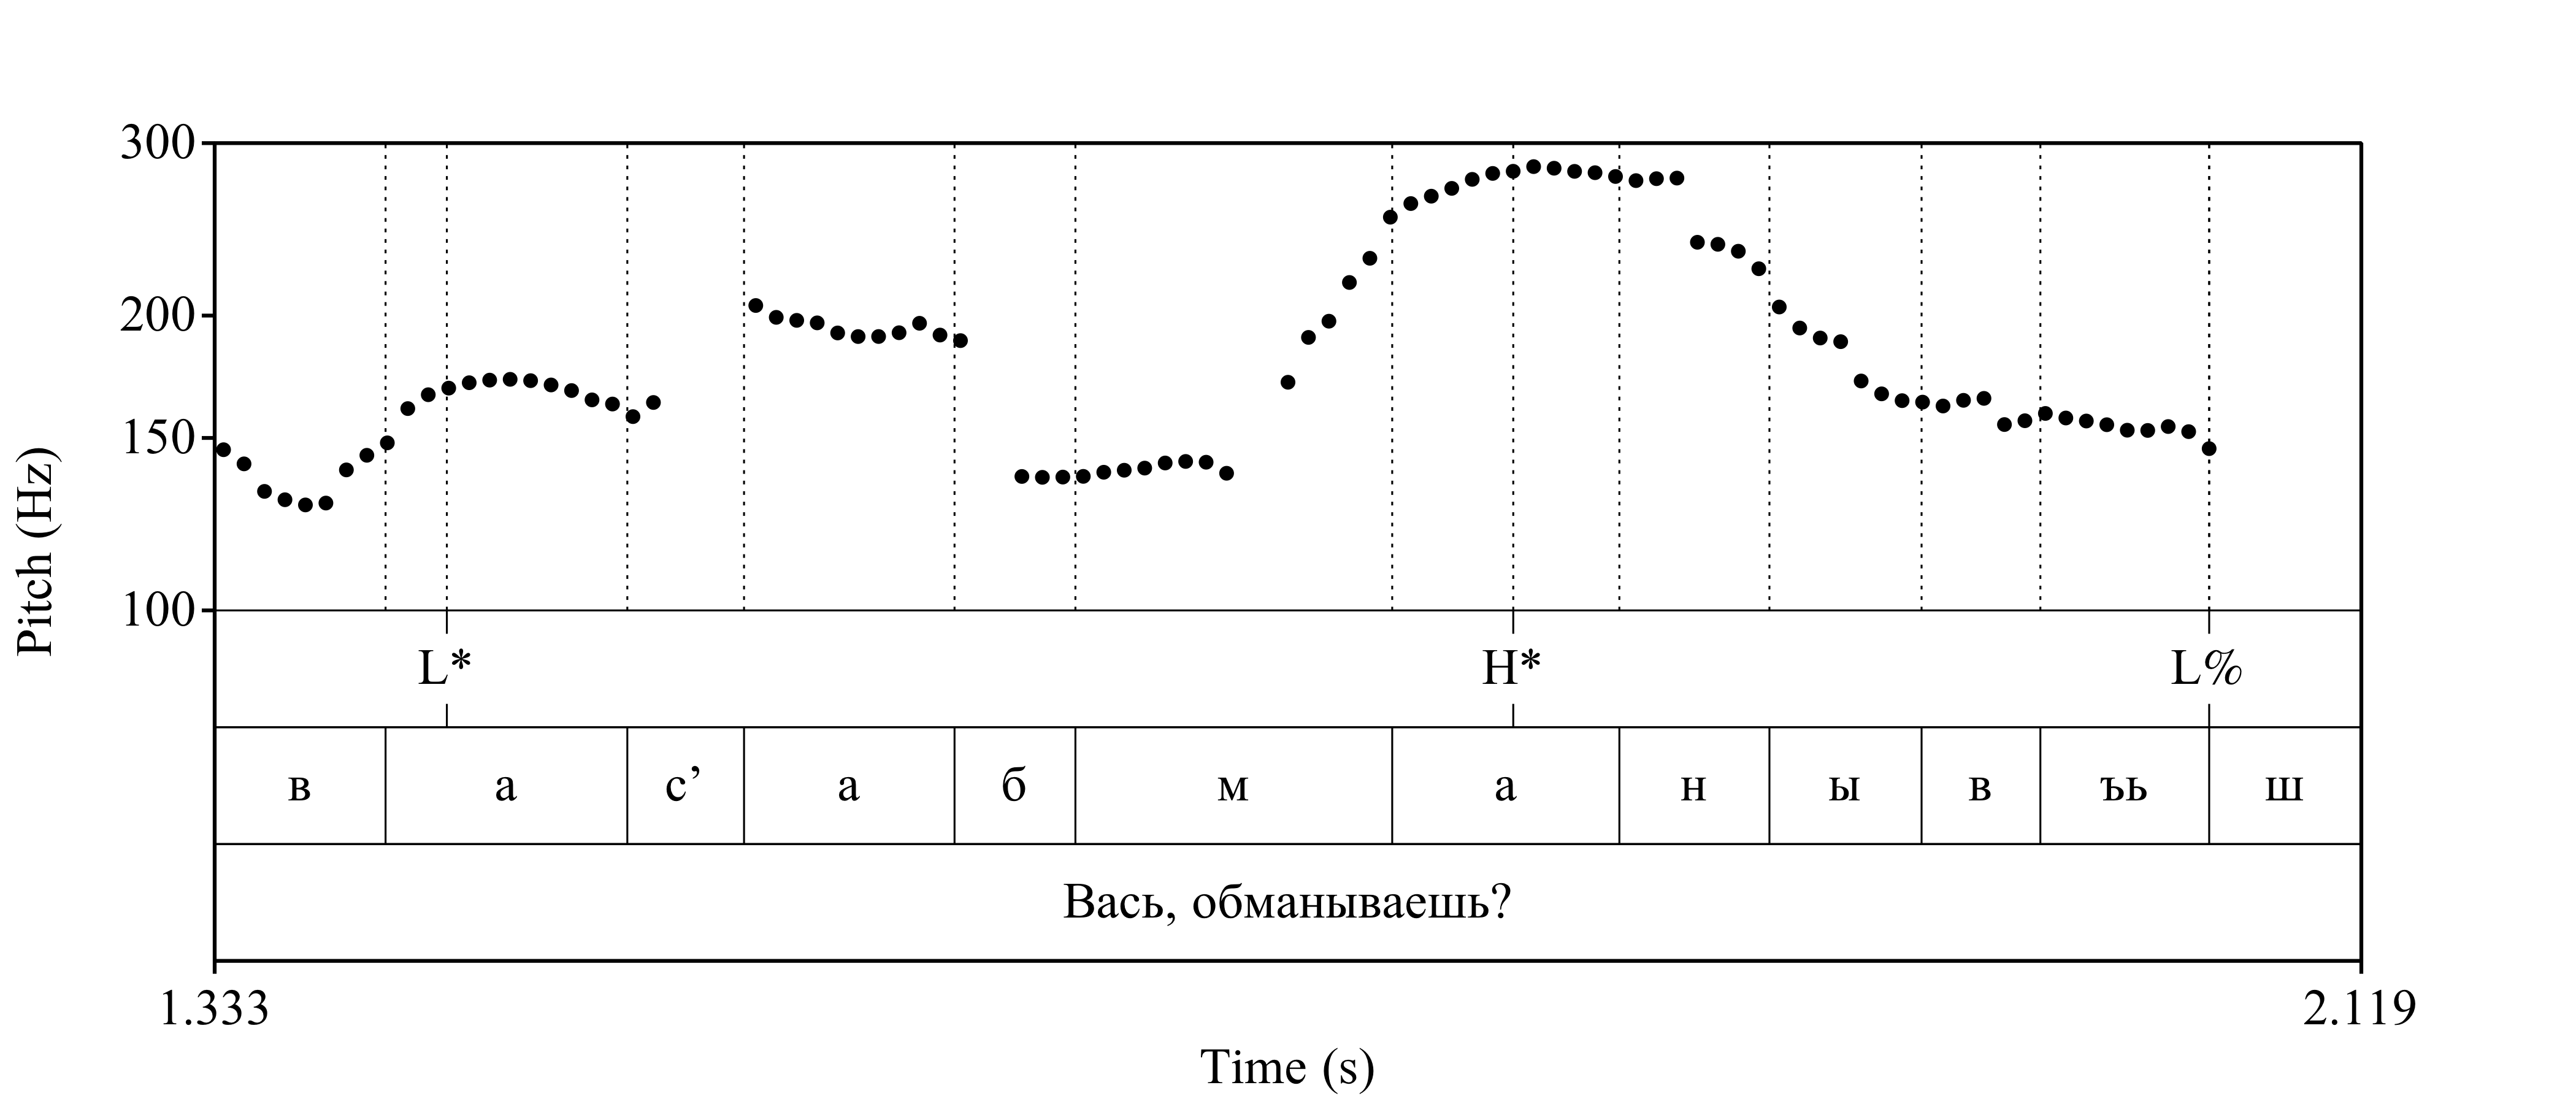 300
200
150
100
Pitch (Hz)
L* H* L%
в а с’ а б м а н ы в ъь ш
Вась, обманываешь?
1.333 2.119
Time (s)